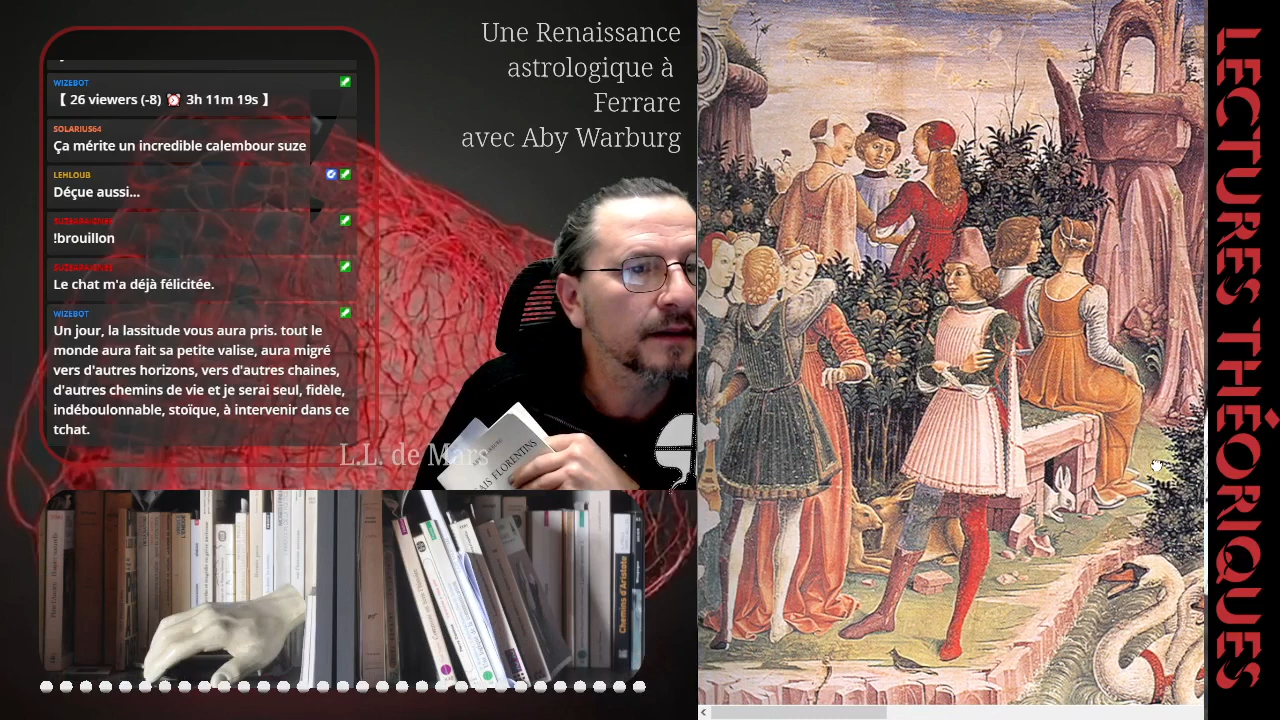 Une Renaissance
astrologique à
Ferrare
avec Aby Warburg
WIZEBOT
【 26 viewers (-8) ⏰ 3h 11m 19s 】
SOLARIUS64
Ça mérite un incredible calembour suze
LEHLOUB
Déçue aussi...
!brouillon
Le chat m'a déjà félicitée.
WIZEBOT
Un jour, la lassitude vous aura pris. tout le
monde aura fait sa petite valise, aura migré
vers d'autres horizons, vers d'autres chaines,
d'autres chemins de vie et je serai seul, fidèle,
indéboulonnable, stoïque, à intervenir dans ce
tchat.
L.L. de Mars
FLORENTINS
Chemins d'Aristote
LECTURES THÉORIQUES